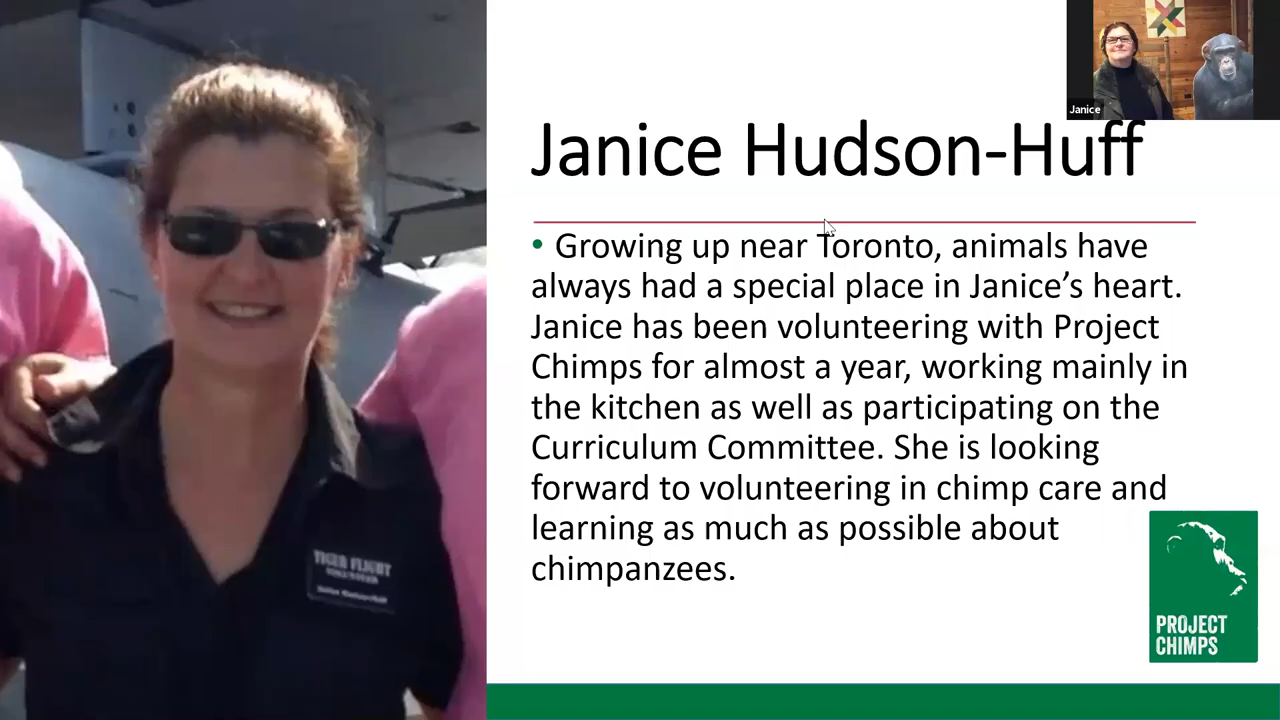 Janice
Janice Hudson-Huff
• Growing up near Toronto, animals have
always had a special place in Janice’s heart.
Janice has been volunteering with Project
Chimps for almost a year, working mainly in
the kitchen as well as participating on the
Curriculum Committee. She is looking
forward to volunteering in chimp care and
learning as much as possible about
chimpanzees.
TIGER FLIGHT
PROJECT
CHIMPS